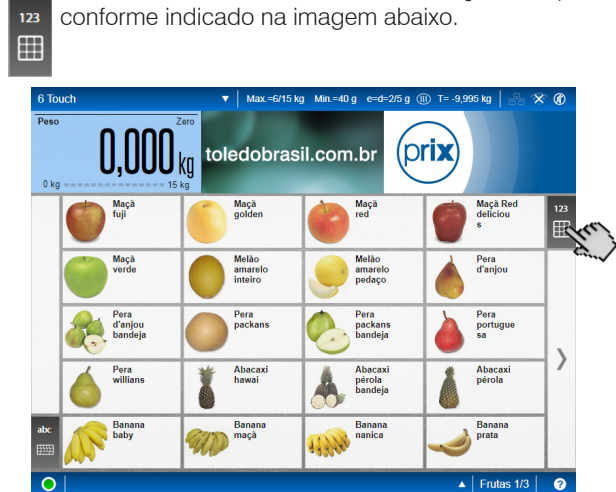 123
conforme indicado na imagem abaixo.
6 Touch ▼ Max.=6/15 kg Min.=40 g e=d=2/5 g (III) T= -9,995 kg
Peso Zero
0,000 kg
0 kg 15 kg
toledobrasil.com.br
prix
Maçã
fuji
Maçã
golden
Maçã
red
Maçã Red
deliciou
s
123
Maçã
verde
Melão
amarelo
inteiro
Melão
amarelo
pedaço
Pera
d'anjou
Pera
d'anjou
bandeja
Pera
packans
Pera
packans
bandeja
Pera
portugue
sa
Pera
willians
Abacaxi
hawai
Abacaxi
pérola
bandeja
Abacaxi
pérola
abc
Banana
baby
Banana
maçã
Banana
nanica
Banana
prata
▲ Frutas 1/3 ?